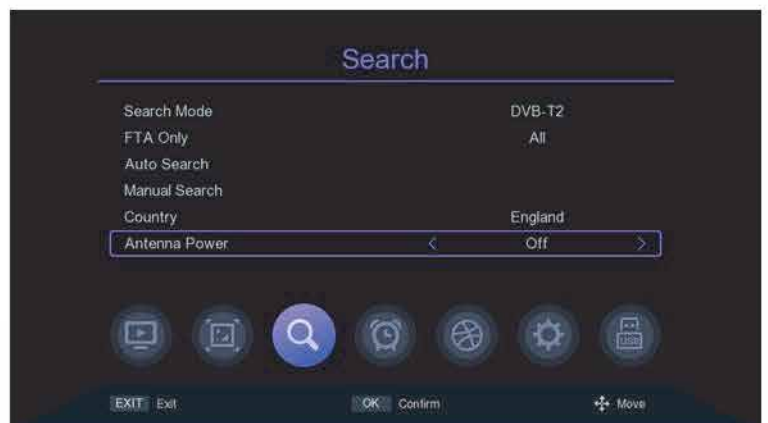 Search
Search Mode DVB-T2
FTA Only All
Auto Search
Manual Search
Country England
Antenna Power < Off >
USB
EXIT Exit OK Confirm Move